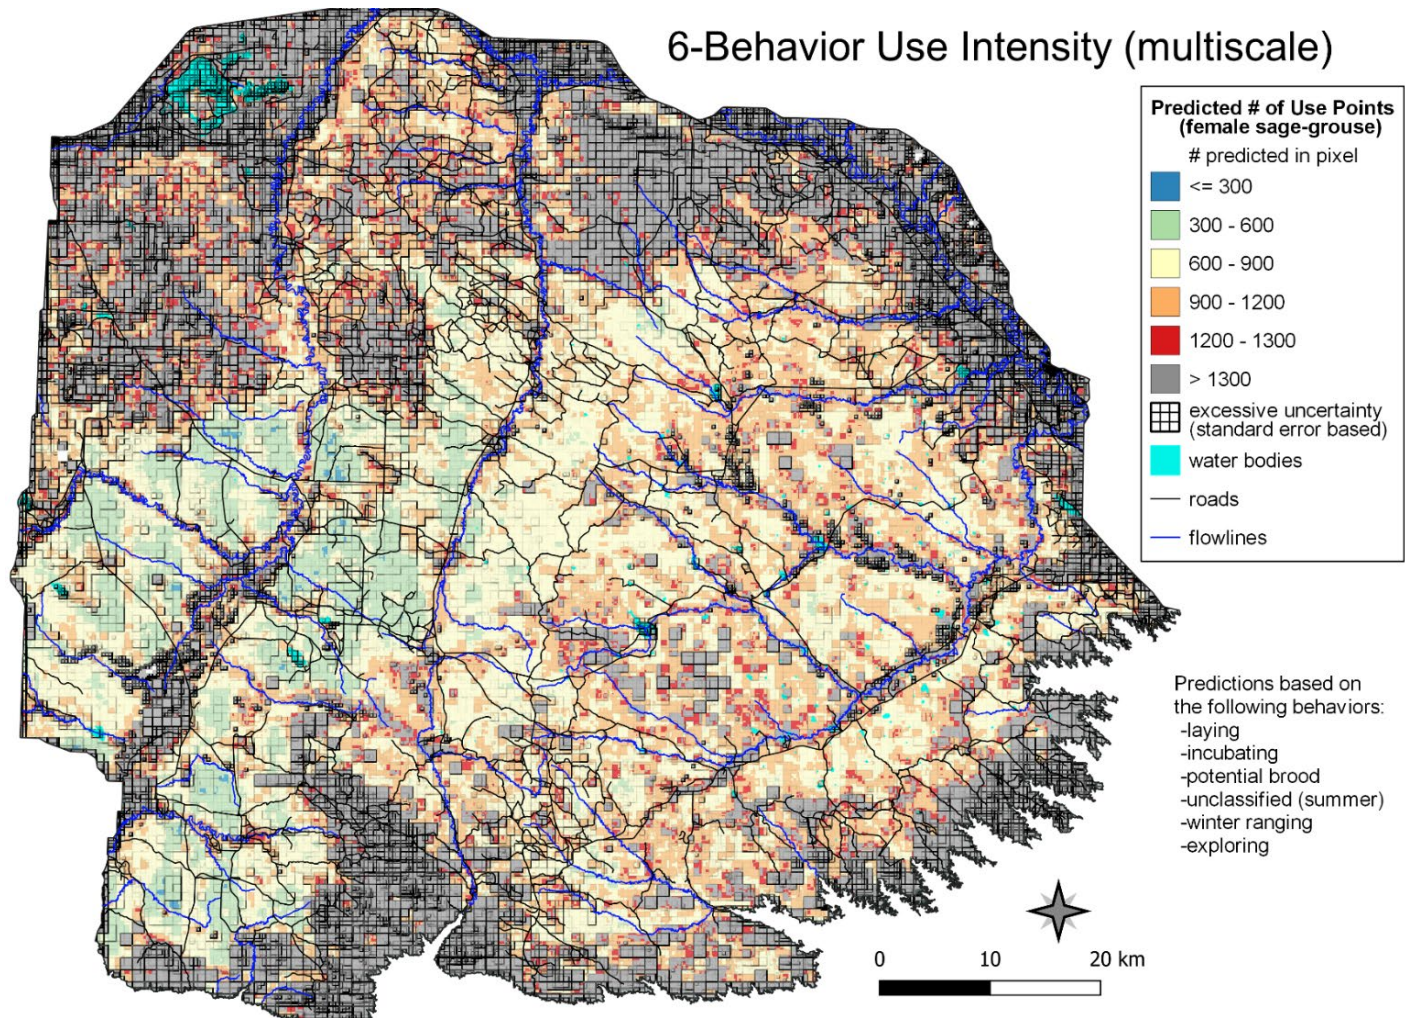 6-Behavior Use Intensity (multiscale)
Predicted # of Use Points
(female sage-grouse)
# predicted in pixel
<= 300
300 - 600
600 - 900
900 - 1200
1200 - 1300
> 1300
excessive uncertainty
(standard error based)
water bodies
roads
flowlines
Predictions based on
the following behaviors:
-laying
-incubating
-potential brood
-unclassified (summer)
-winter ranging
-exploring
0 10 20 km